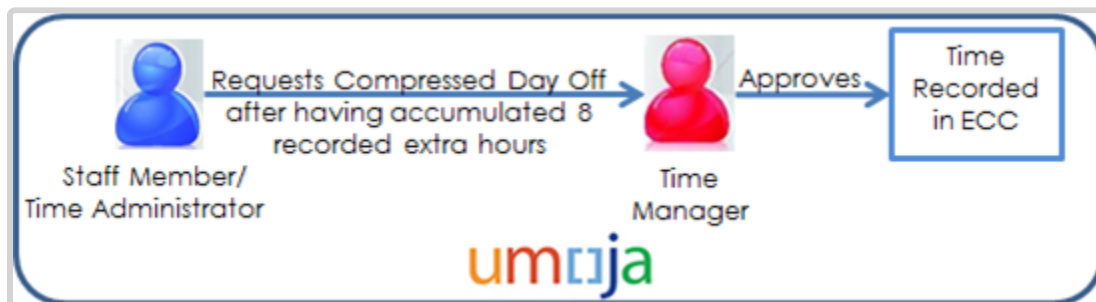 Requests Compressed Day Off
after having accumulated 8
recorded extra hours
Approves
Time
Recorded
in ECC
Staff Member/
Time Administrator
Time
Manager
umoja